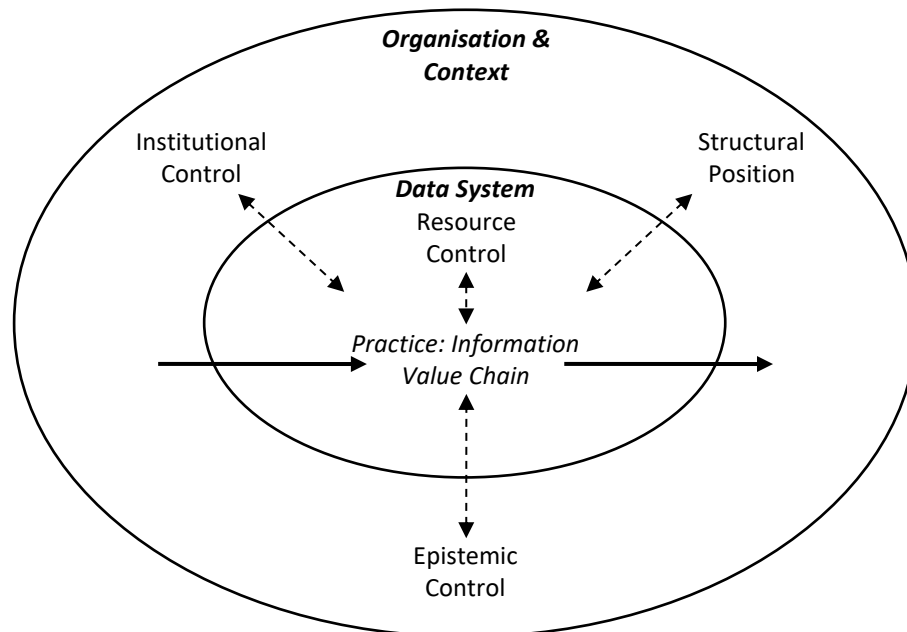 Organisation &
Context
Institutional
Control
Structural
Position
Data System
Resource
Control
Practice: Information
Value Chain
Epistemic
Control